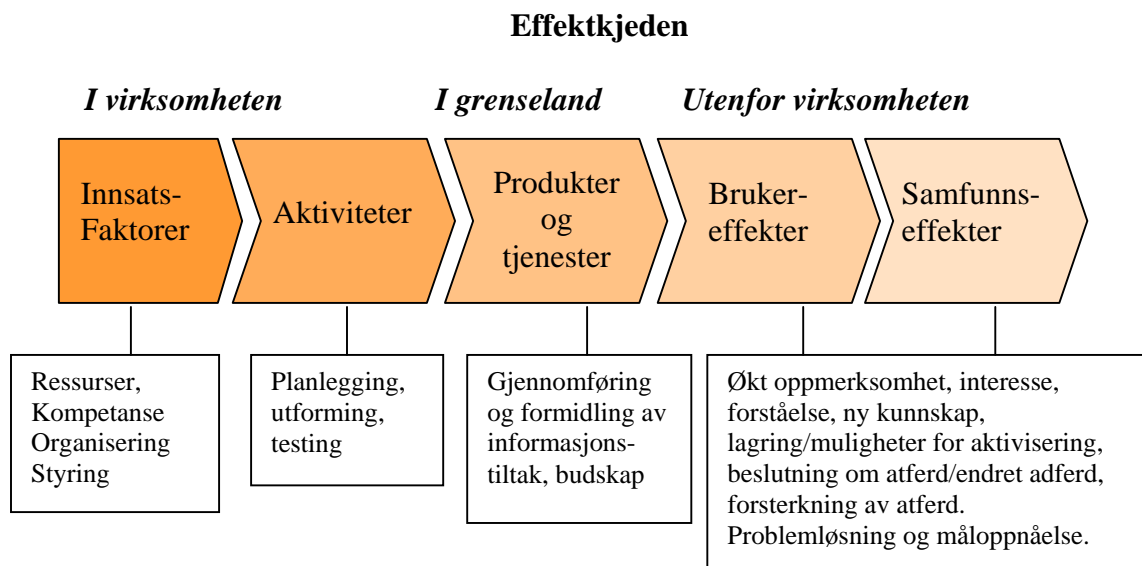 Effektkjeden
I virksomheten
I grenseland
Utenfor virksomheten
Innsats-
Faktorer
Aktiviteter
Produkter
og
tjenester
Bruker-
effekter
Samfunns-
effekter
Ressurser,
Kompetanse
Organisering
Styring
Planlegging,
utforming,
testing
Gjennomføring
og formidling av
informasjons-
tiltak, budskap
Økt oppmerksomhet, interesse,
forståelse, ny kunnskap,
lagring/muligheter for aktivisering,
beslutning om atferd/endret adferd,
forsterkning av atferd.
Problemløsning og måloppnåelse.